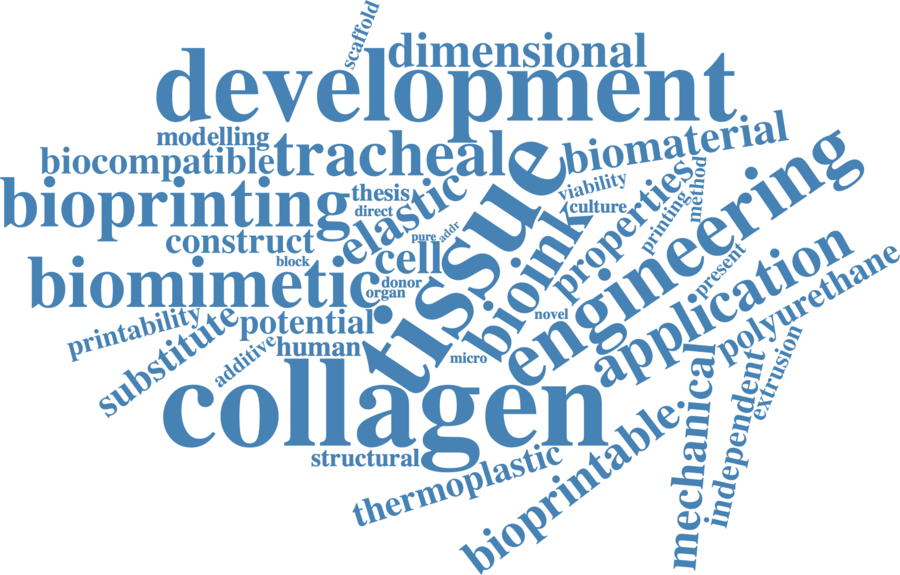 scaffold
dimensional
development
modelling
biocompatible
tracheal
biomaterial
bioprinting
thesis
direct
elastic
viability
culture
properties
method
printing
engineering
construct
pure
addr
block
cell
tissue
bioink
present
biomimetic
donor
organ
application
polyurethane
printability
substitute
potential
novel
additive
human
micro
mechanical
independent
extrusion
collagen
structural
thermoplastic
bioprintable